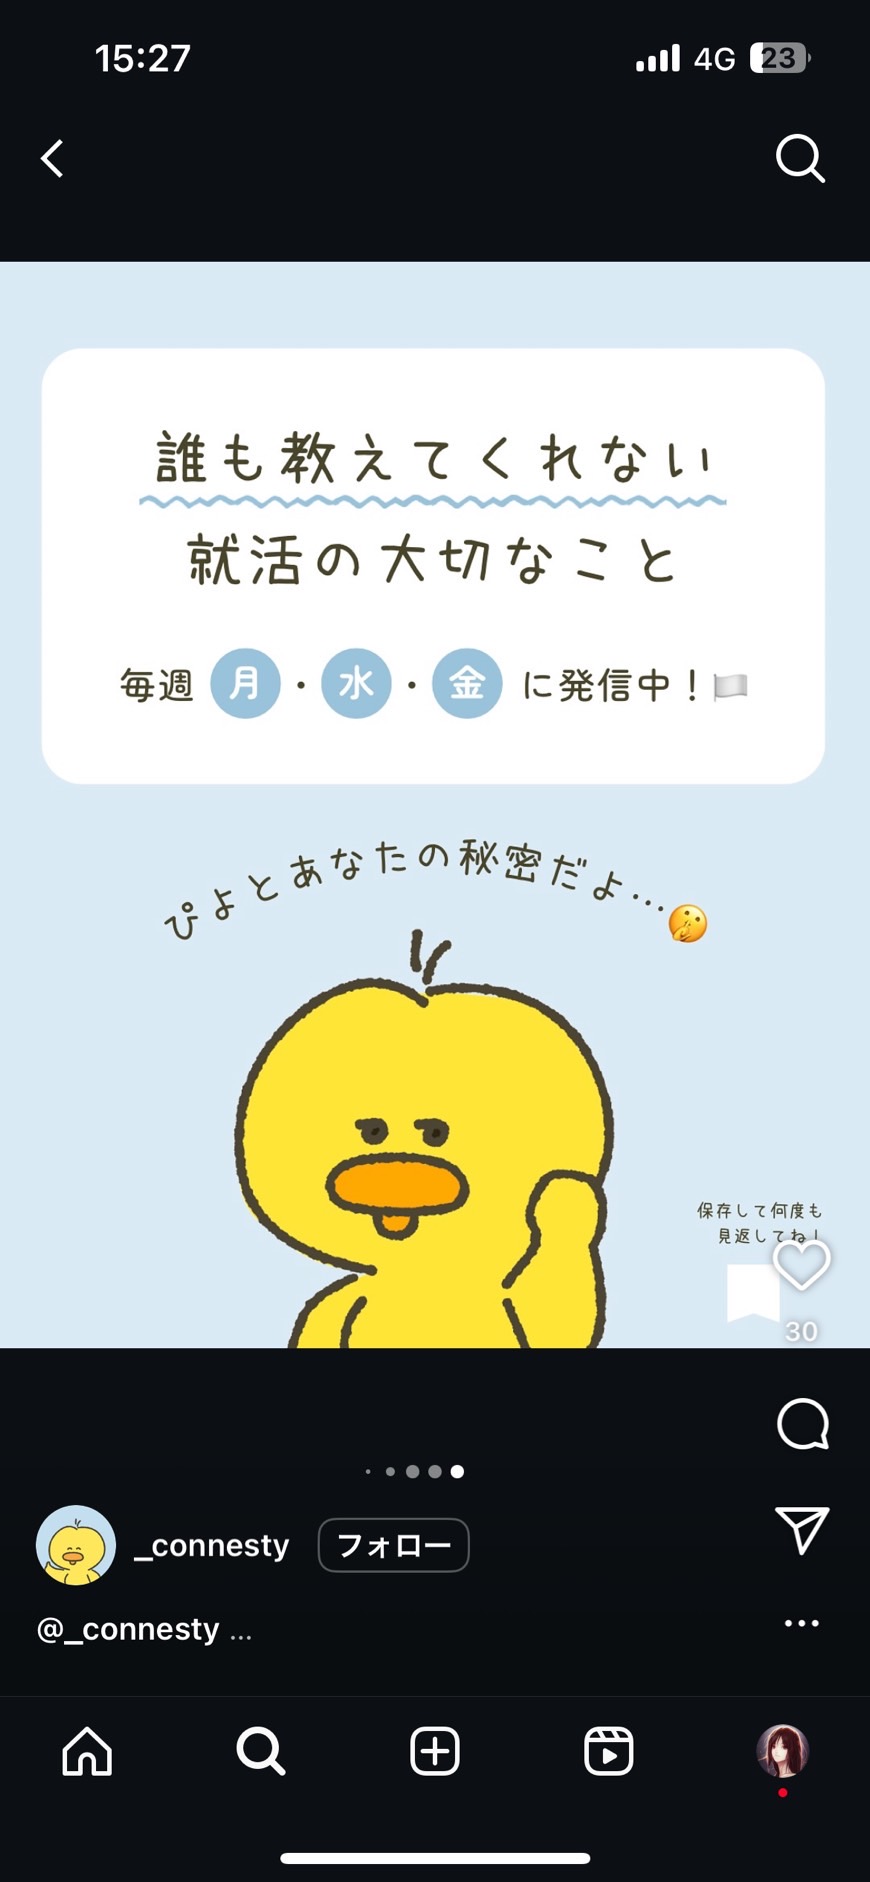 15:27
4G
23
誰も教えてくれない
就活の大切なこと
毎週 月・水・金 に発信中！
ぴよとあなたの秘密だよ…
保存して何度も
見返してね！
30
_connesty
フォロー
@_connesty ...